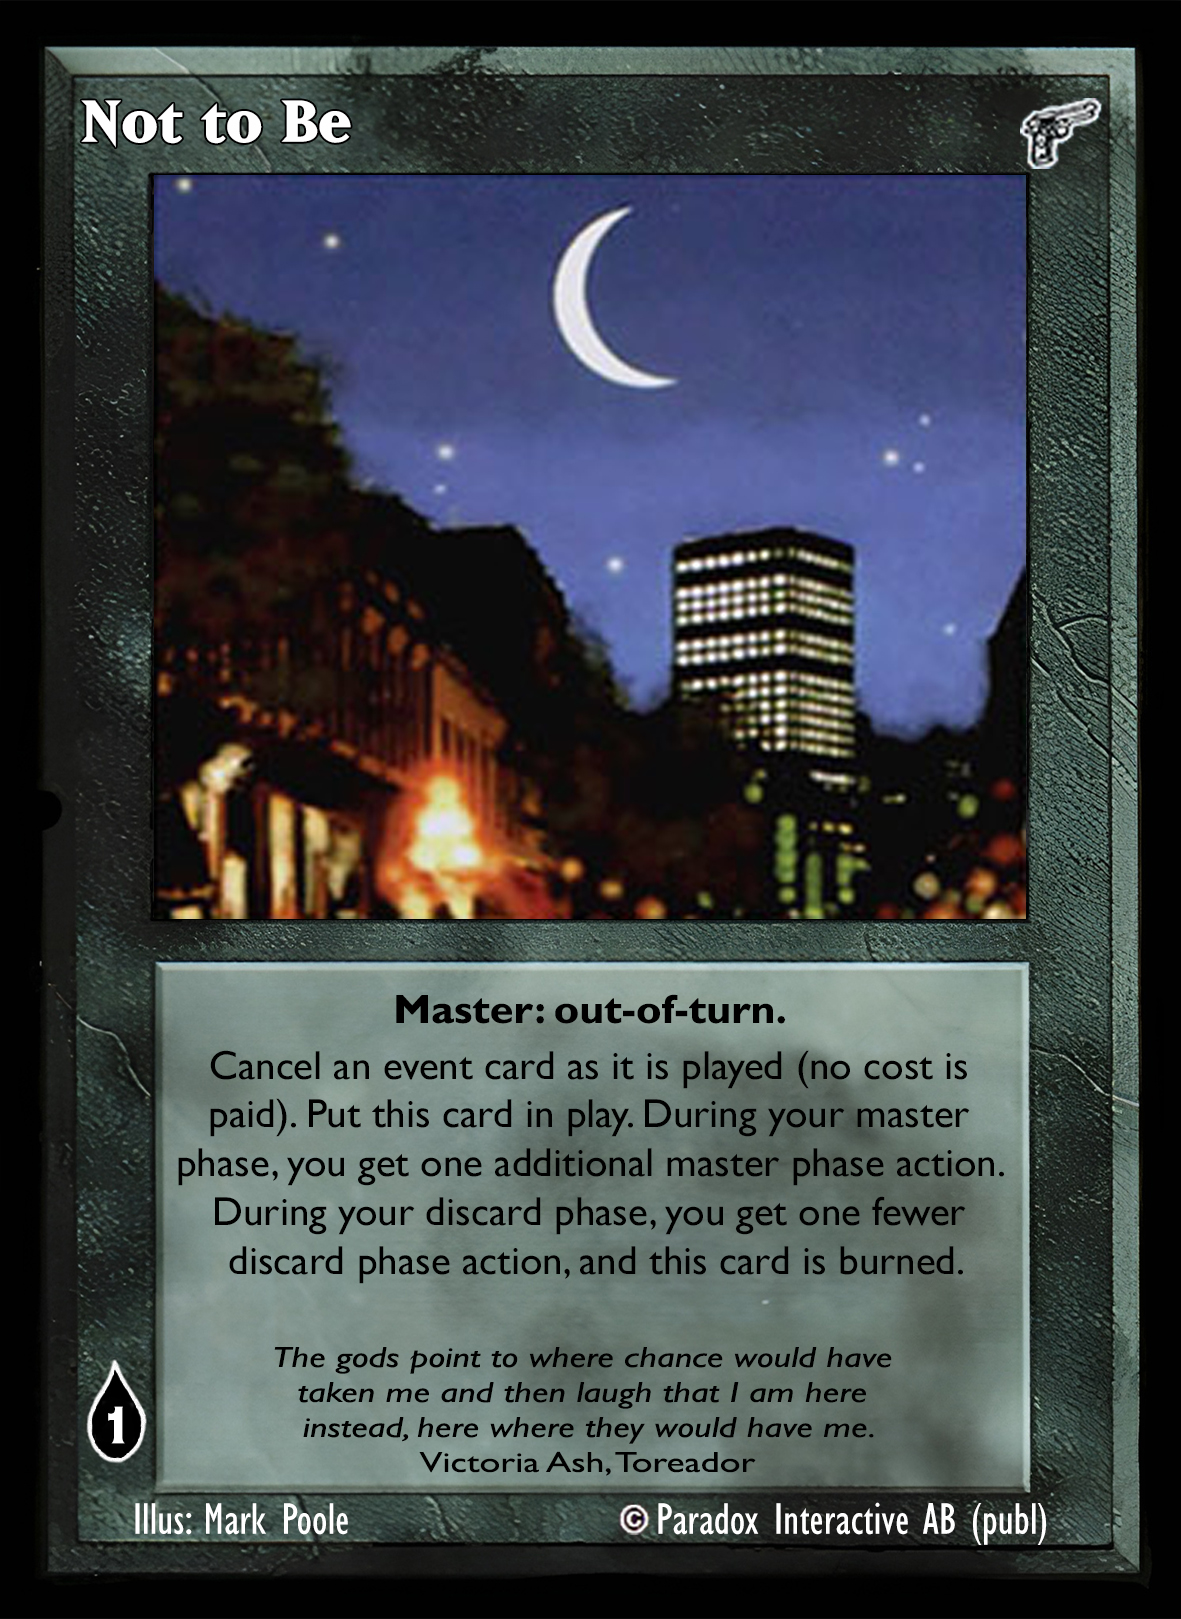 Not to Be
Master: out-of-turn.
Cancel an event card as it is played (no cost is
paid). Put this card in play. During your master
phase, you get one additional master phase action.
During your discard phase, you get one fewer
discard phase action, and this card is burned.
The gods point to where chance would have
taken me and then laugh that I am here
instead, here where they would have me.
Victoria Ash, Toreador
1
Illus: Mark Poole
© Paradox Interactive AB (publ)